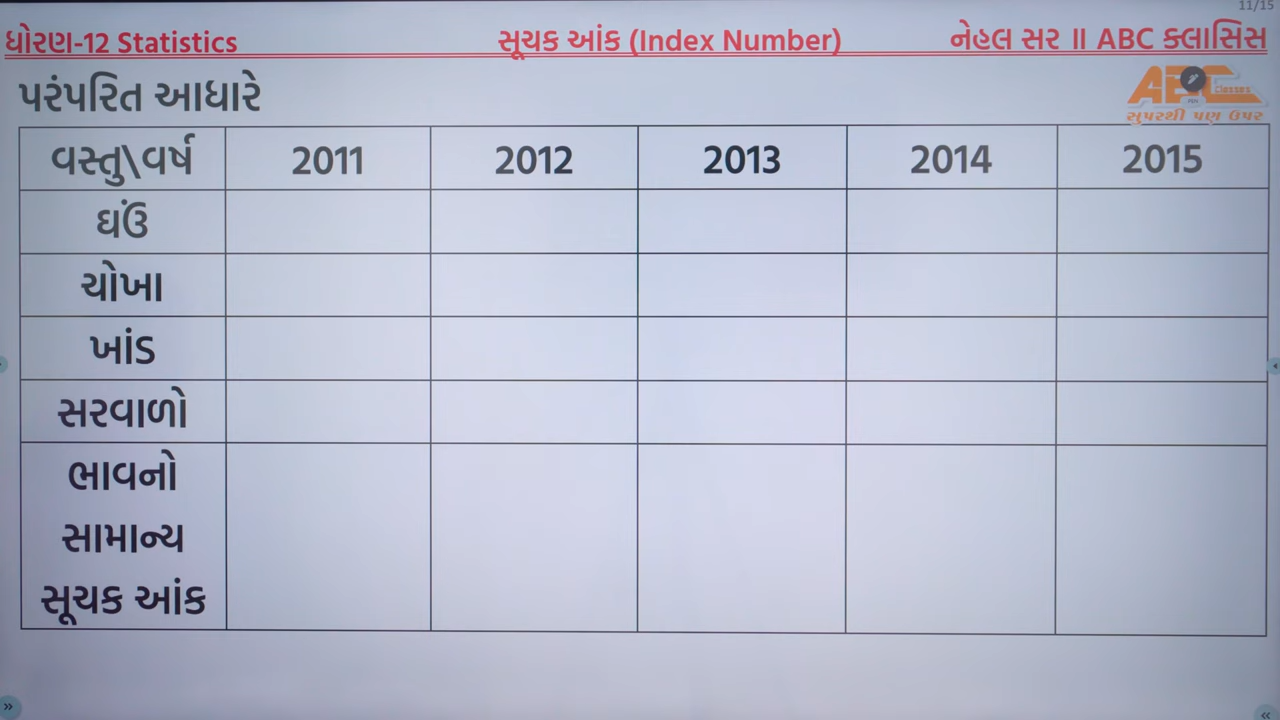 11/15
ધોરણ-12 Statistics સૂચક આંક (Index Number) નેહલ સર ॥ ABC ક્લાસિસ
પરંપરિત આધારે
ABC Classes
સુપરથી પણ ઉપર
વસ્તુ\વર્ષ 2011 2012 2013 2014 2015
ઘઉં
ચોખા
ખાંડ
સરવાળો
ભાવનો
સામાન્ય
સૂચક આંક